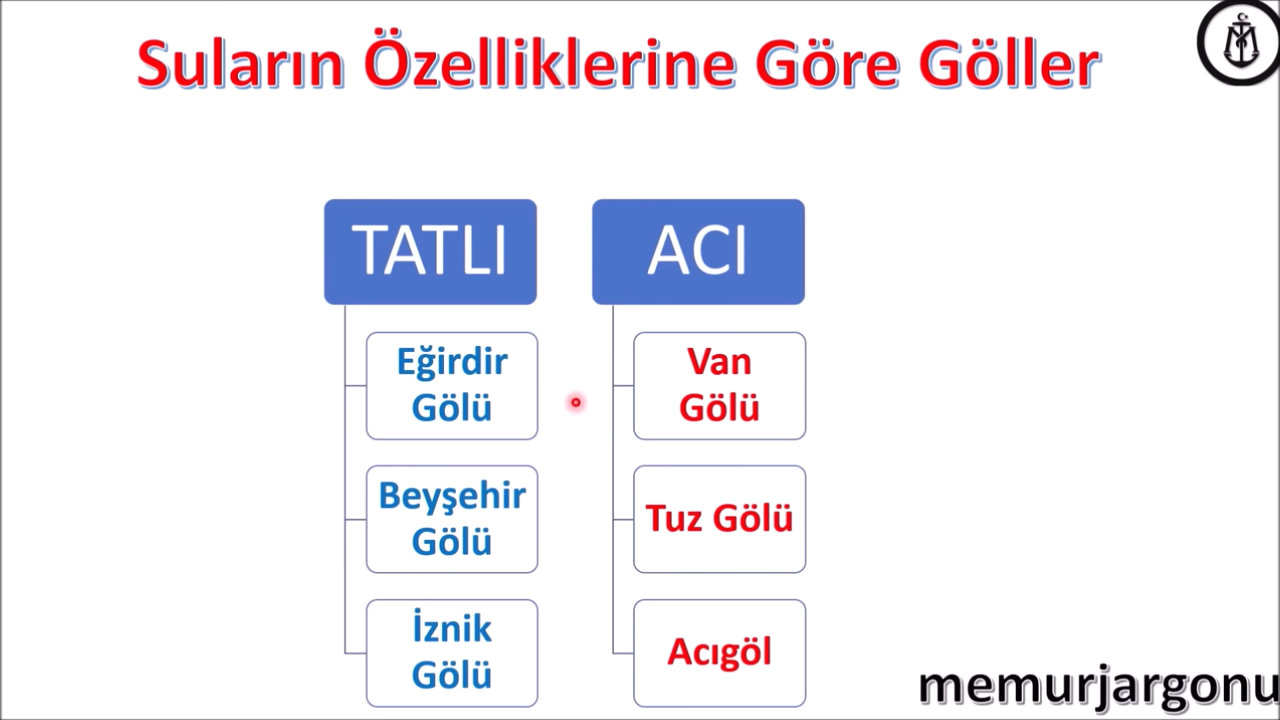 Suların Özelliklerine Göre Göller
TATLI
Eğirdir
Gölü
Beyşehir
Gölü
İznik
Gölü
ACI
Van
Gölü
Tuz Gölü
Acıgöl
memurjargonu